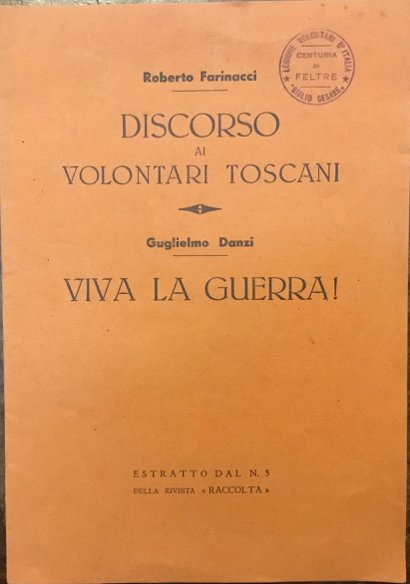 LEGIONE VOLONTARI D'ITALIA
CENTURIA
DI
FELTRE
"GIULIO CESARE"
Roberto Farinacci
DISCORSO
AI
VOLONTARI TOSCANI
Guglielmo Danzi
VIVA LA GUERRA!
ESTRATTO DAL N. 5
DELLA RIVISTA « RACCOLTA »